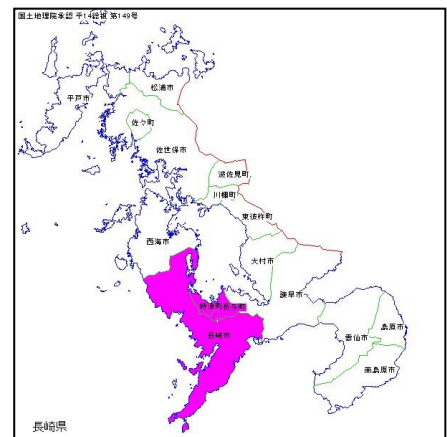 国土地理院承認 平14総複 第149号
松浦市
平戸市
佐々町
佐世保市
波佐見町
川棚町
東彼杵町
西海市
大村市
諫早市
時津町長与町
長崎市
島原市
雲仙市
南島原市
長崎県